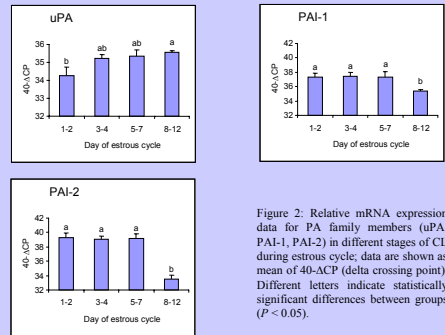 uPA
b
ab
ab
a
36
35
34
33
32
40-ΔCP
1-2
3-4
5-7
8-12
Day of estrous cycle
PAI-1
a
a
a
b
42
40
38
36
34
32
40-ΔCP
1-2
3-4
5-7
8-12
Day of estrous cycle
PAI-2
a
a
a
b
42
40
38
36
34
32
40-ΔCP
1-2
3-4
5-7
8-12
Day of estrous cycle
Figure 2: Relative mRNA expression
data for PA family members (uPA,
PAI-1, PAI-2) in different stages of CL
during estrous cycle; data are shown as
mean of 40-ΔCP (delta crossing point).
Different letters indicate statistically
significant differences between groups
(P < 0.05).